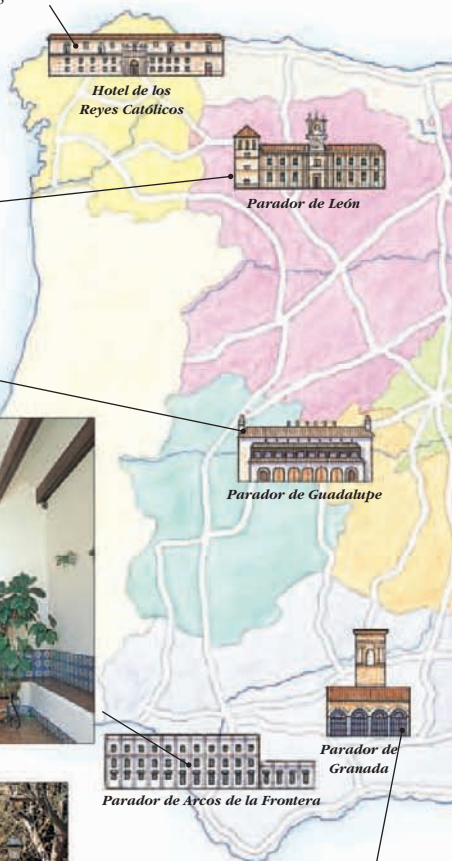 Hotel de los
Reyes Católicos
Parador de León
Parador de Guadalupe
Parador de
Granada
Parador de Arcos de la Frontera